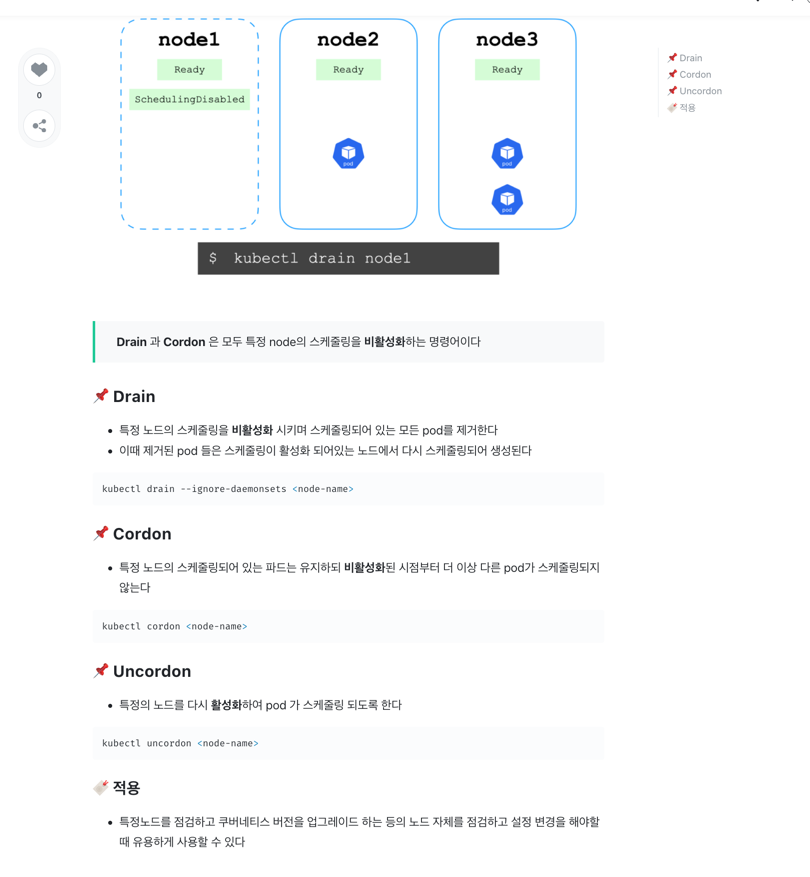 node1
node2
node3
Ready
Ready
Ready
SchedulingDisabled
pod
pod
pod
$ kubectl drain node1
0
Drain
Cordon
Uncordon
적용
Drain 과 Cordon 은 모두 특정 node의 스케줄링을 비활성화하는 명령어이다
Drain
특정 노드의 스케줄링을 비활성화 시키며 스케줄링되어 있는 모든 pod를 제거한다
이때 제거된 pod 들은 스케줄링이 활성화 되어있는 노드에서 다시 스케줄링되어 생성된다
kubectl drain --ignore-daemonsets <node-name>
Cordon
특정 노드의 스케줄링되어 있는 파드는 유지하되 비활성화된 시점부터 더 이상 다른 pod가 스케줄링되지
않는다
kubectl cordon <node-name>
Uncordon
특정의 노드를 다시 활성화하여 pod 가 스케줄링 되도록 한다
kubectl uncordon <node-name>
적용
특정노드를 점검하고 쿠버네티스 버전을 업그레이드 하는 등의 노드 자체를 점검하고 설정 변경을 해야할
때 유용하게 사용할 수 있다